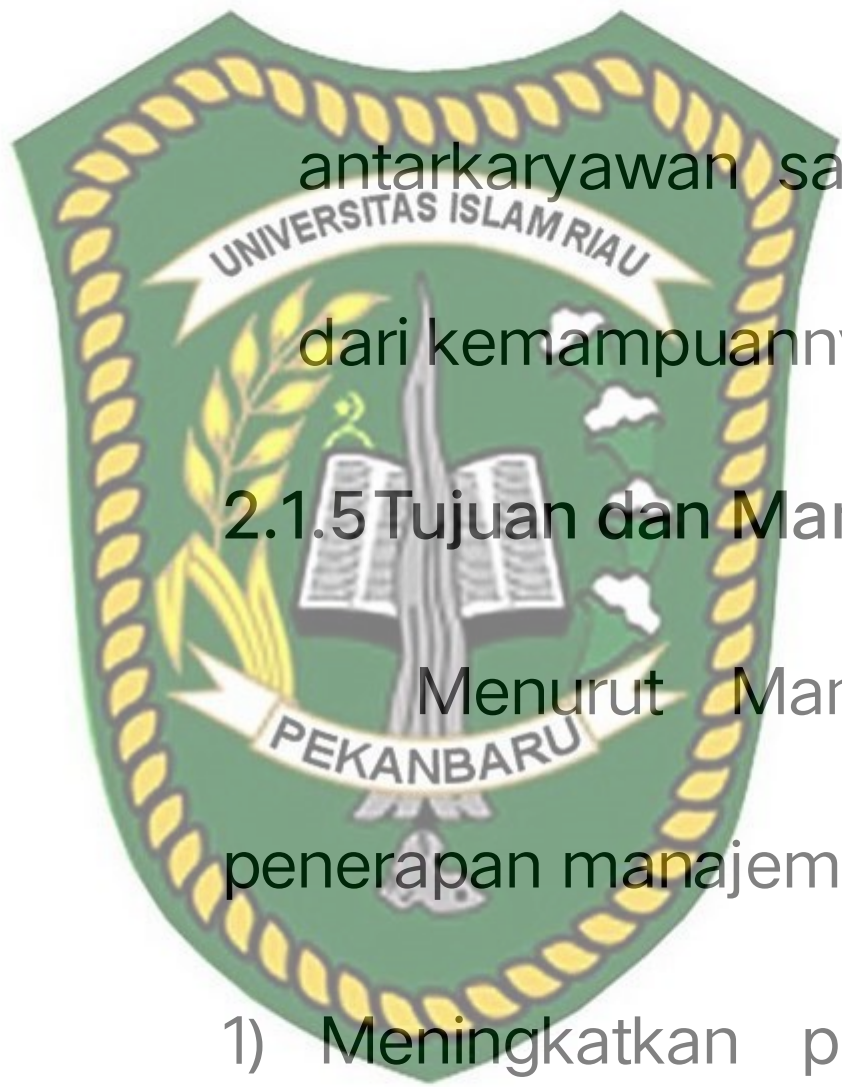 antarkaryawan sa
UNIVERSITAS ISLAM RIAU
dari kemampuann
2.1.5 Tujuan dan Ma
Menurut Ma
PEKANBARU
penerapan manajem
1) Meningkatkan p